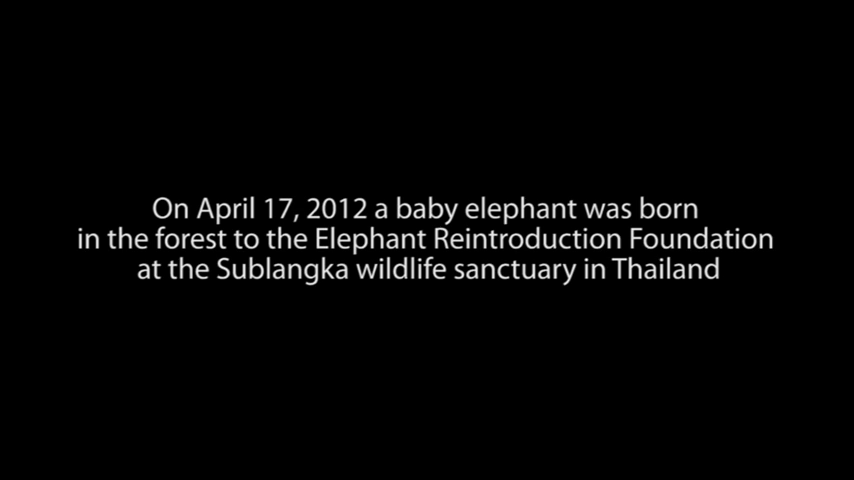 On April 17, 2012 a baby elephant was born
in the forest to the Elephant Reintroduction Foundation
at the Sublangka wildlife sanctuary in Thailand